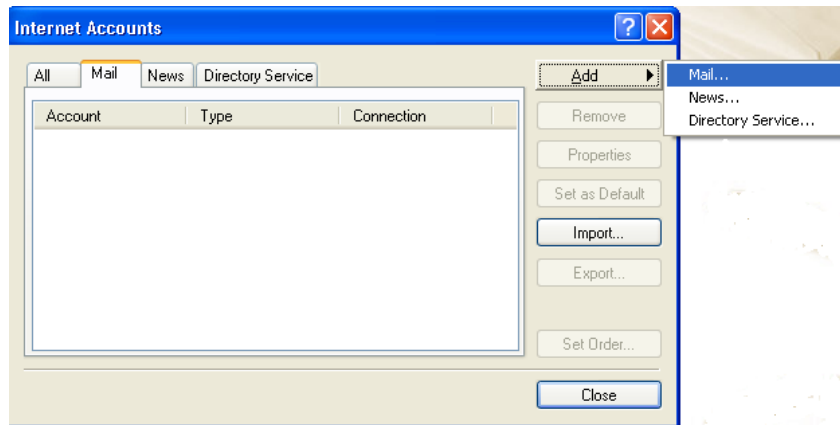 Internet Accounts
All Mail News Directory Service
Account Type Connection
Add
Remove
Properties
Set as Default
Import...
Export...
Set Order...
Close
Mail...
News...
Directory Service...